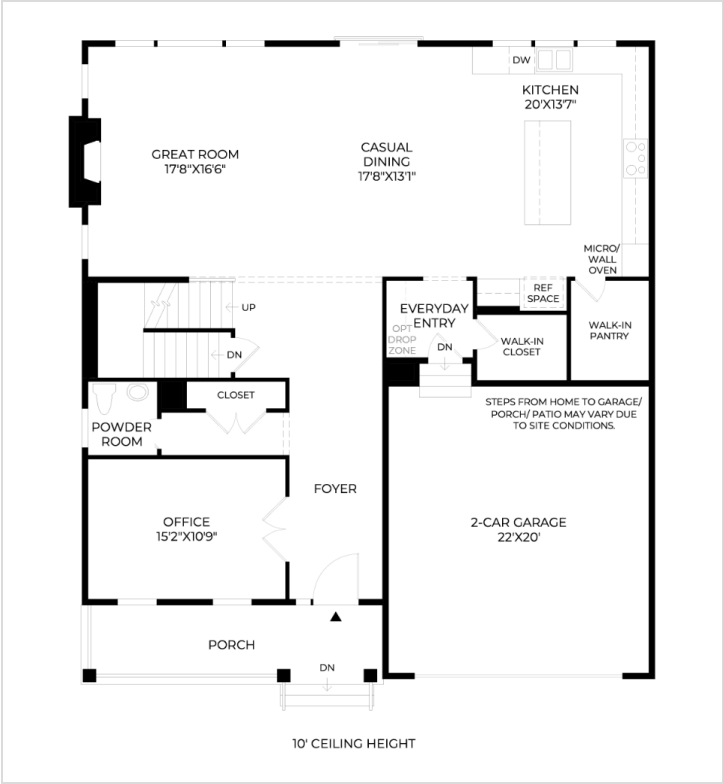 DW
KITCHEN
20'X13'7"
GREAT ROOM
17'8"X16'6"
CASUAL
DINING
17'8"X13'1"
MICRO/
WALL
OVEN
UP
REF
SPACE
EVERYDAY
ENTRY
OPT
DROP
ZONE
DN
WALK-IN
CLOSET
WALK-IN
PANTRY
DN
CLOSET
POWDER
ROOM
STEPS FROM HOME TO GARAGE/
PORCH/ PATIO MAY VARY DUE
TO SITE CONDITIONS.
FOYER
OFFICE
15'2"X10'9"
2-CAR GARAGE
22'X20'
PORCH
DN
10' CEILING HEIGHT